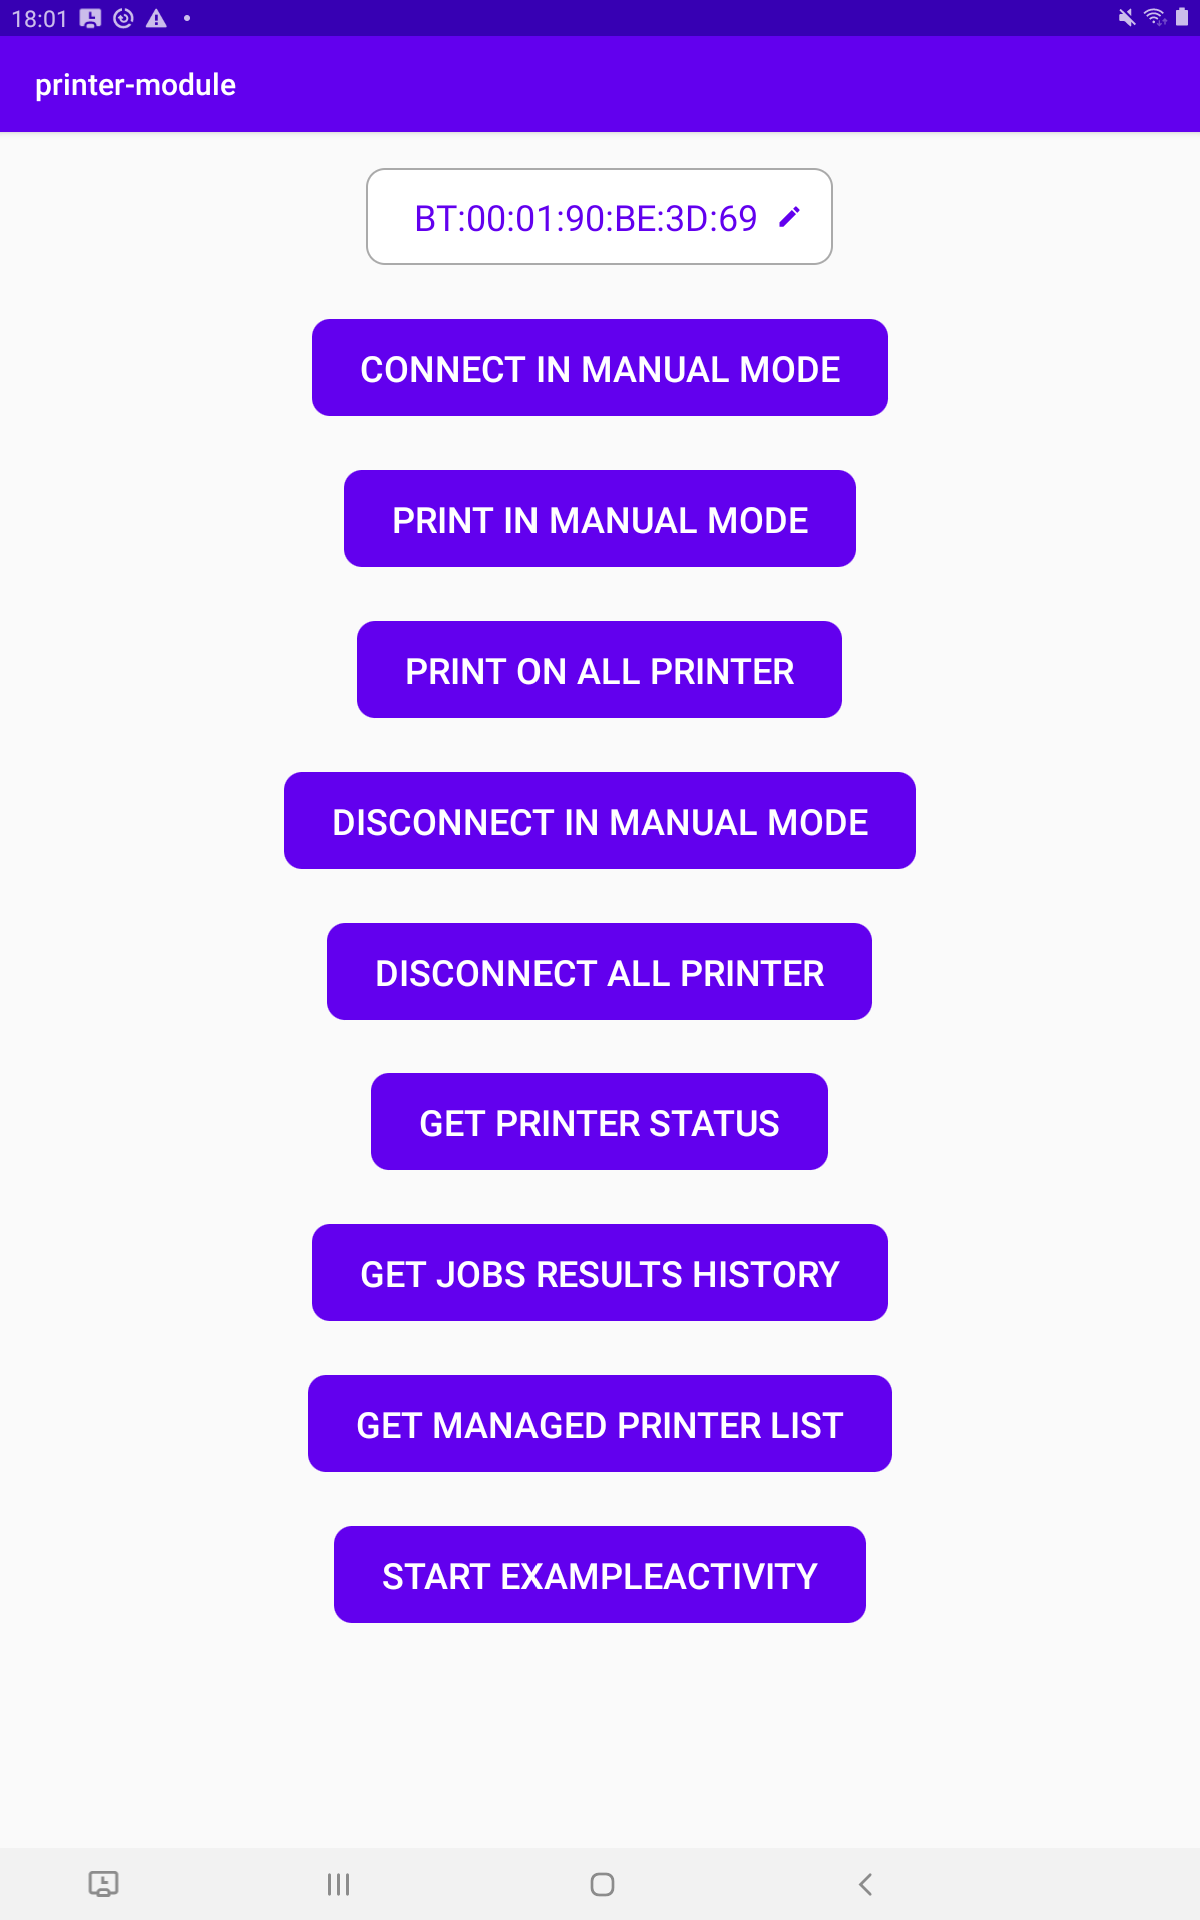 18:01
printer-module
BT:00:01:90:BE:3D:69
CONNECT IN MANUAL MODE
PRINT IN MANUAL MODE
PRINT ON ALL PRINTER
DISCONNECT IN MANUAL MODE
DISCONNECT ALL PRINTER
GET PRINTER STATUS
GET JOBS RESULTS HISTORY
GET MANAGED PRINTER LIST
START EXAMPLEACTIVITY